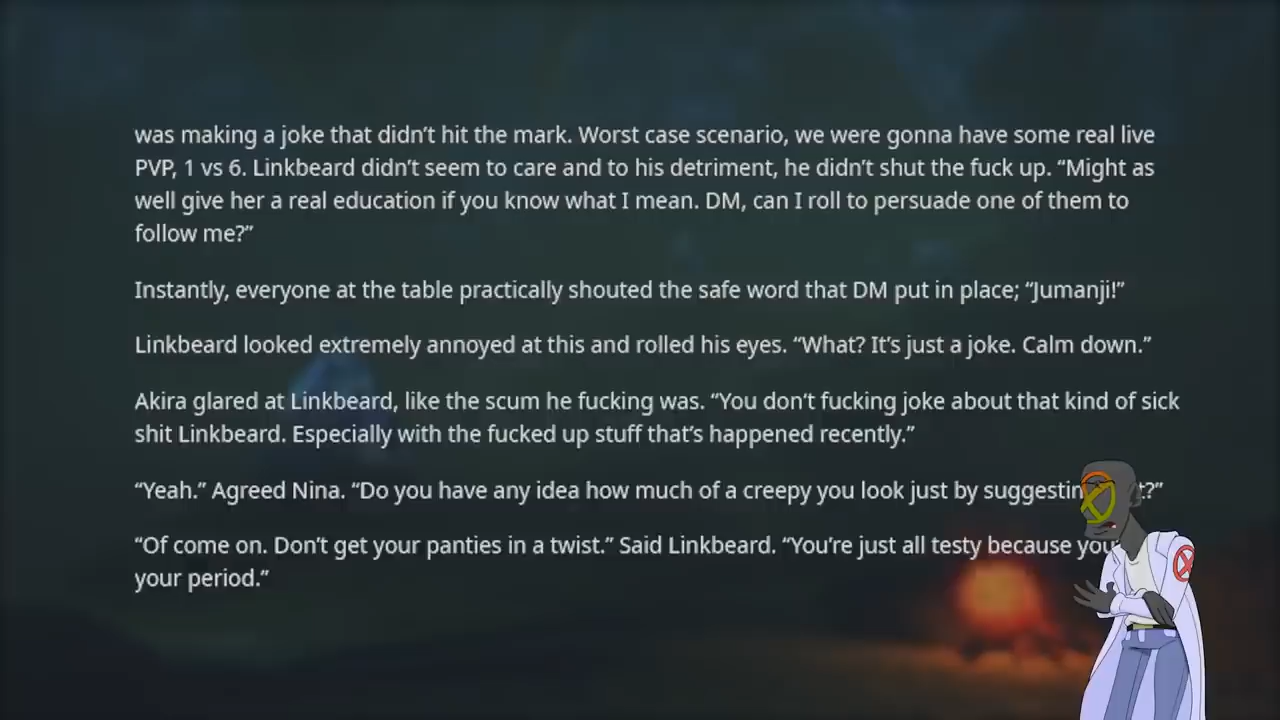 was making a joke that didn’t hit the mark. Worst case scenario, we were gonna have some real live
PVP, 1 vs 6. Linkbeard didn’t seem to care and to his detriment, he didn’t shut the fuck up. “Might as
well give her a real education if you know what I mean. DM, can I roll to persuade one of them to
follow me?”
Instantly, everyone at the table practically shouted the safe word that DM put in place; “Jumanji!”
Linkbeard looked extremely annoyed at this and rolled his eyes. “What? It’s just a joke. Calm down.”
Akira glared at Linkbeard, like the scum he fucking was. “You don’t fucking joke about that kind of sick
shit Linkbeard. Especially with the fucked up stuff that’s happened recently.”
“Yeah.” Agreed Nina. “Do you have any idea how much of a creepy you look just by
“Of come on. Don’t get your panties in a twist.” Said Linkbeard. “You’re just all testy because
your period.”